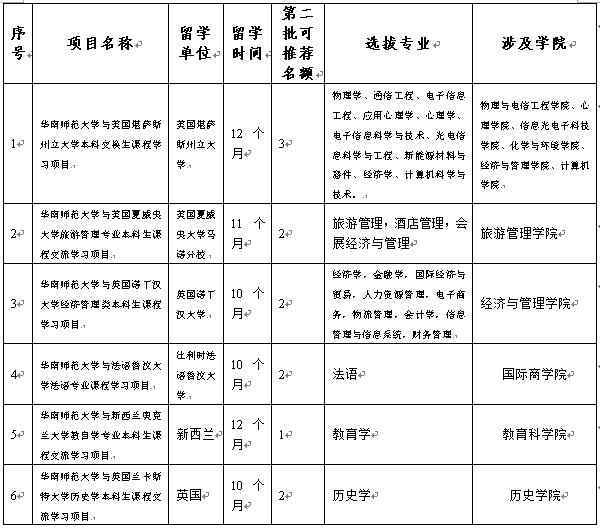 序号
项目名称
留学单位
留学时间
第二批可推荐名额
选拔专业
涉及学院
1
华南师范大学与美国堪萨斯
州立大学本科交换生课程学
习项目
美国堪萨
斯州立大
学
12 个
月
3
物理学、通信工程、电子信息
工程、应用心理学、心理学、
电子信息科学与技术、光电信
息科学与工程、新能源材料与
器件、经济学、计算机科学与
技术。
物理与电信工程学院、心
理学院、信息光电子科技
学院、化学与环境学院、
经济与管理学院、计算机
学院
2
华南师范大学与美国夏威夷
大学旅游管理专业本科生课
程交流学习项目
美国夏威
夷大学马
诺分校
11 个
月
2
旅游管理，酒店管理，会
展经济与管理
旅游管理学院
3
华南师范大学与英国诺丁汉
大学经济管理类本科生课程
学习项目
英国诺丁
汉大学
10 个
月
2
经济学，金融学，国际经济与
贸易，人力资源管理，电子商
务，物流管理，会计学，信息
管理与信息系统，财务管理
经济与管理学院
4
华南师范大学与法语鲁汶大
学法语专业课程学习项目
比利时法
语鲁汶大
学
10 个
月
2
法语
国际商学院
5
华南师范大学与新西兰奥克
兰大学教育学专业本科生课
程交流学习项目
新西兰
12 个
月
1
教育学
教育科学学院
6
华南师范大学与英国兰卡斯
特大学历史学本科生课程交
流学习项目
英国
10 个
月
2
历史学
历史学院